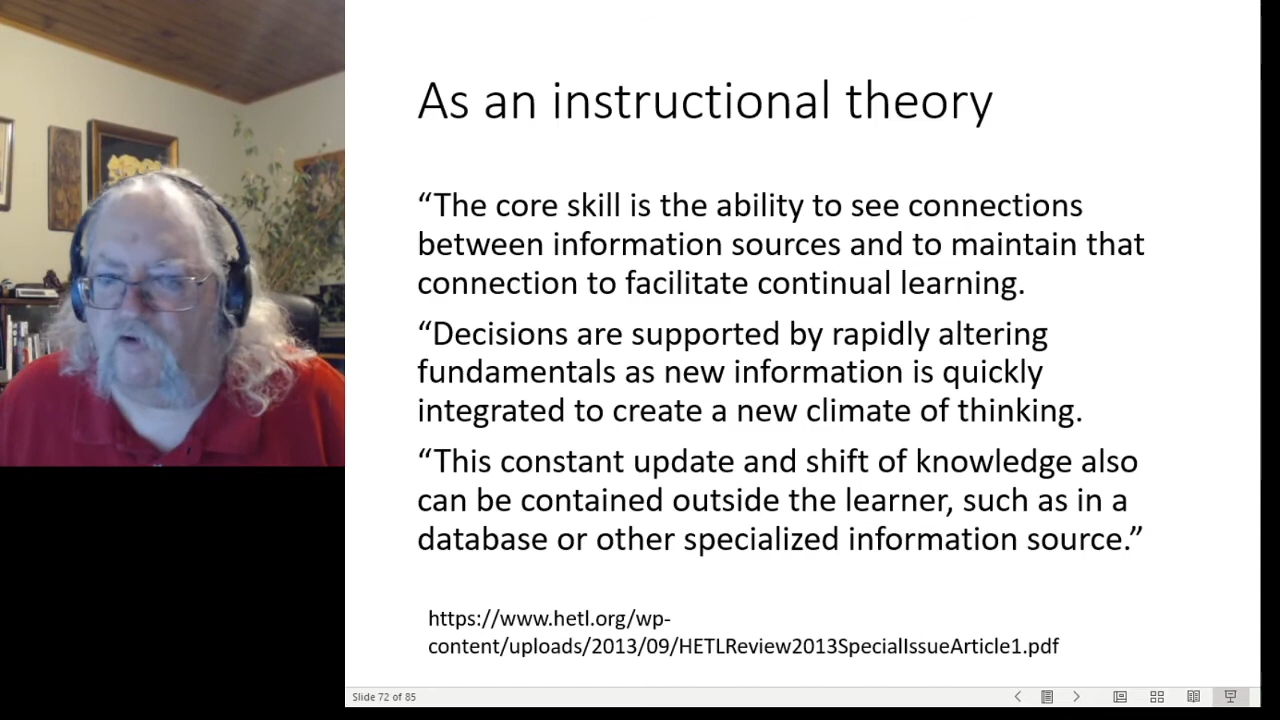 As an instructional theory
“The core skill is the ability to see connections
between information sources and to maintain that
connection to facilitate continual learning.
“Decisions are supported by rapidly altering
fundamentals as new information is quickly
integrated to create a new climate of thinking.
“This constant update and shift of knowledge also
can be contained outside the learner, such as in a
database or other specialized information source.”
https://www.hetl.org/wp-
content/uploads/2013/09/HETLReview2013SpecialIssueArticle1.pdf
Slide 72 of 85